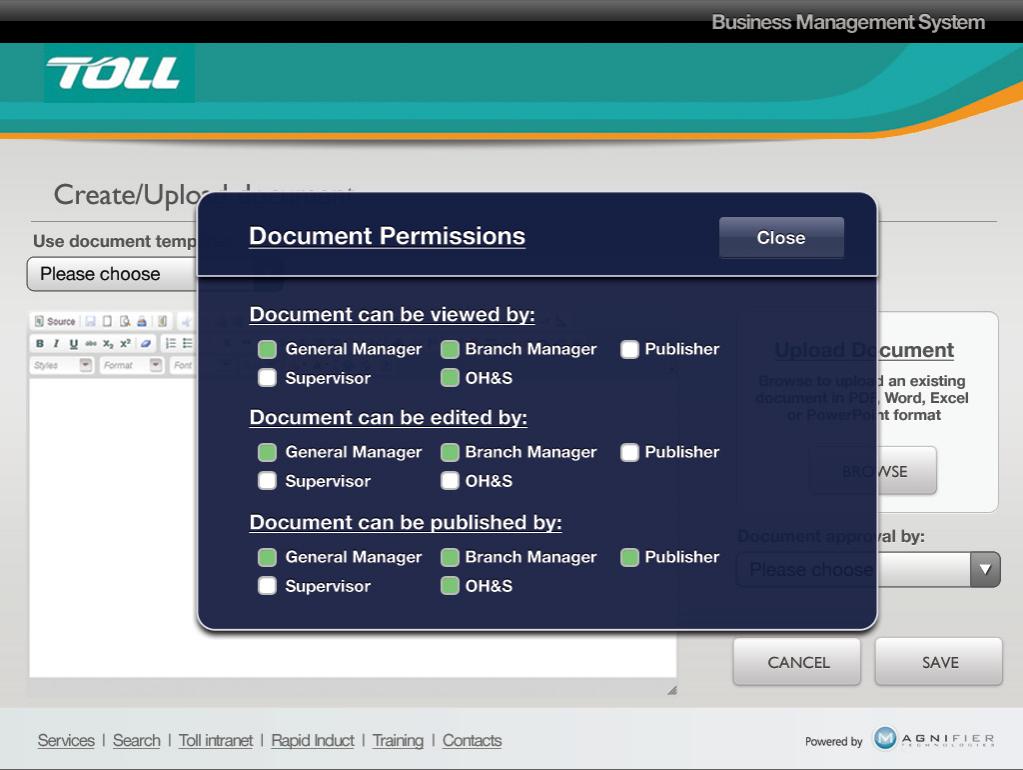 Business Management System
TOLL
Create/Upload document
Use document temp
Please choose
Document Permissions
Close
Source
B I U abc X₂ X²
Styles Format Font
Document can be viewed by:
General Manager Branch Manager Publisher
Supervisor OH&S
Document can be edited by:
General Manager Branch Manager Publisher
Supervisor OH&S
Document can be published by:
General Manager Branch Manager Publisher
Supervisor OH&S
Upload Document
Browse to upload an existing
document in PDF, Word, Excel
or PowerPoint format
BROWSE
Document approval by:
Please choose
CANCEL SAVE
Services | Search | Toll intranet | Rapid Induct | Training | Contacts
Powered by MAGNIFIER
TECHNOLOGIES